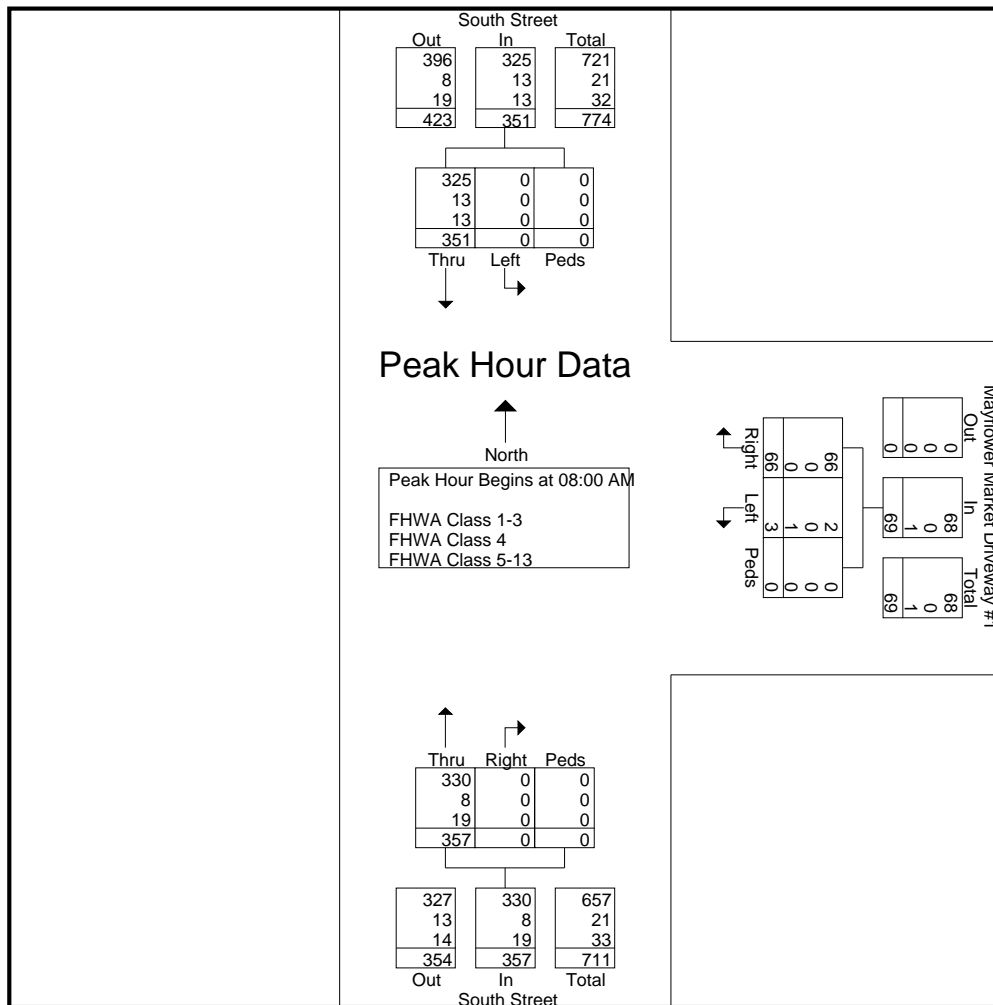 South Street
Out In Total
396 325 721
8 13 21
19 13 32
423 351 774
325 0 0
13 0 0
13 0 0
351 0 0
Thru Left Peds
Peak Hour Data
North
Peak Hour Begins at 08:00 AM
FHWA Class 1-3
FHWA Class 4
FHWA Class 5-13
Mayflower Market Driveway #1
Out In Total
0 68 68
0 0 0
0 1 1
0 69 69
66 2 0
0 0 0
0 1 0
66 3 0
Right Left Peds
Thru Right Peds
330 0 0
8 0 0
19 0 0
357 0 0
327 330 657
13 8 21
14 19 33
354 357 711
Out In Total
South Street